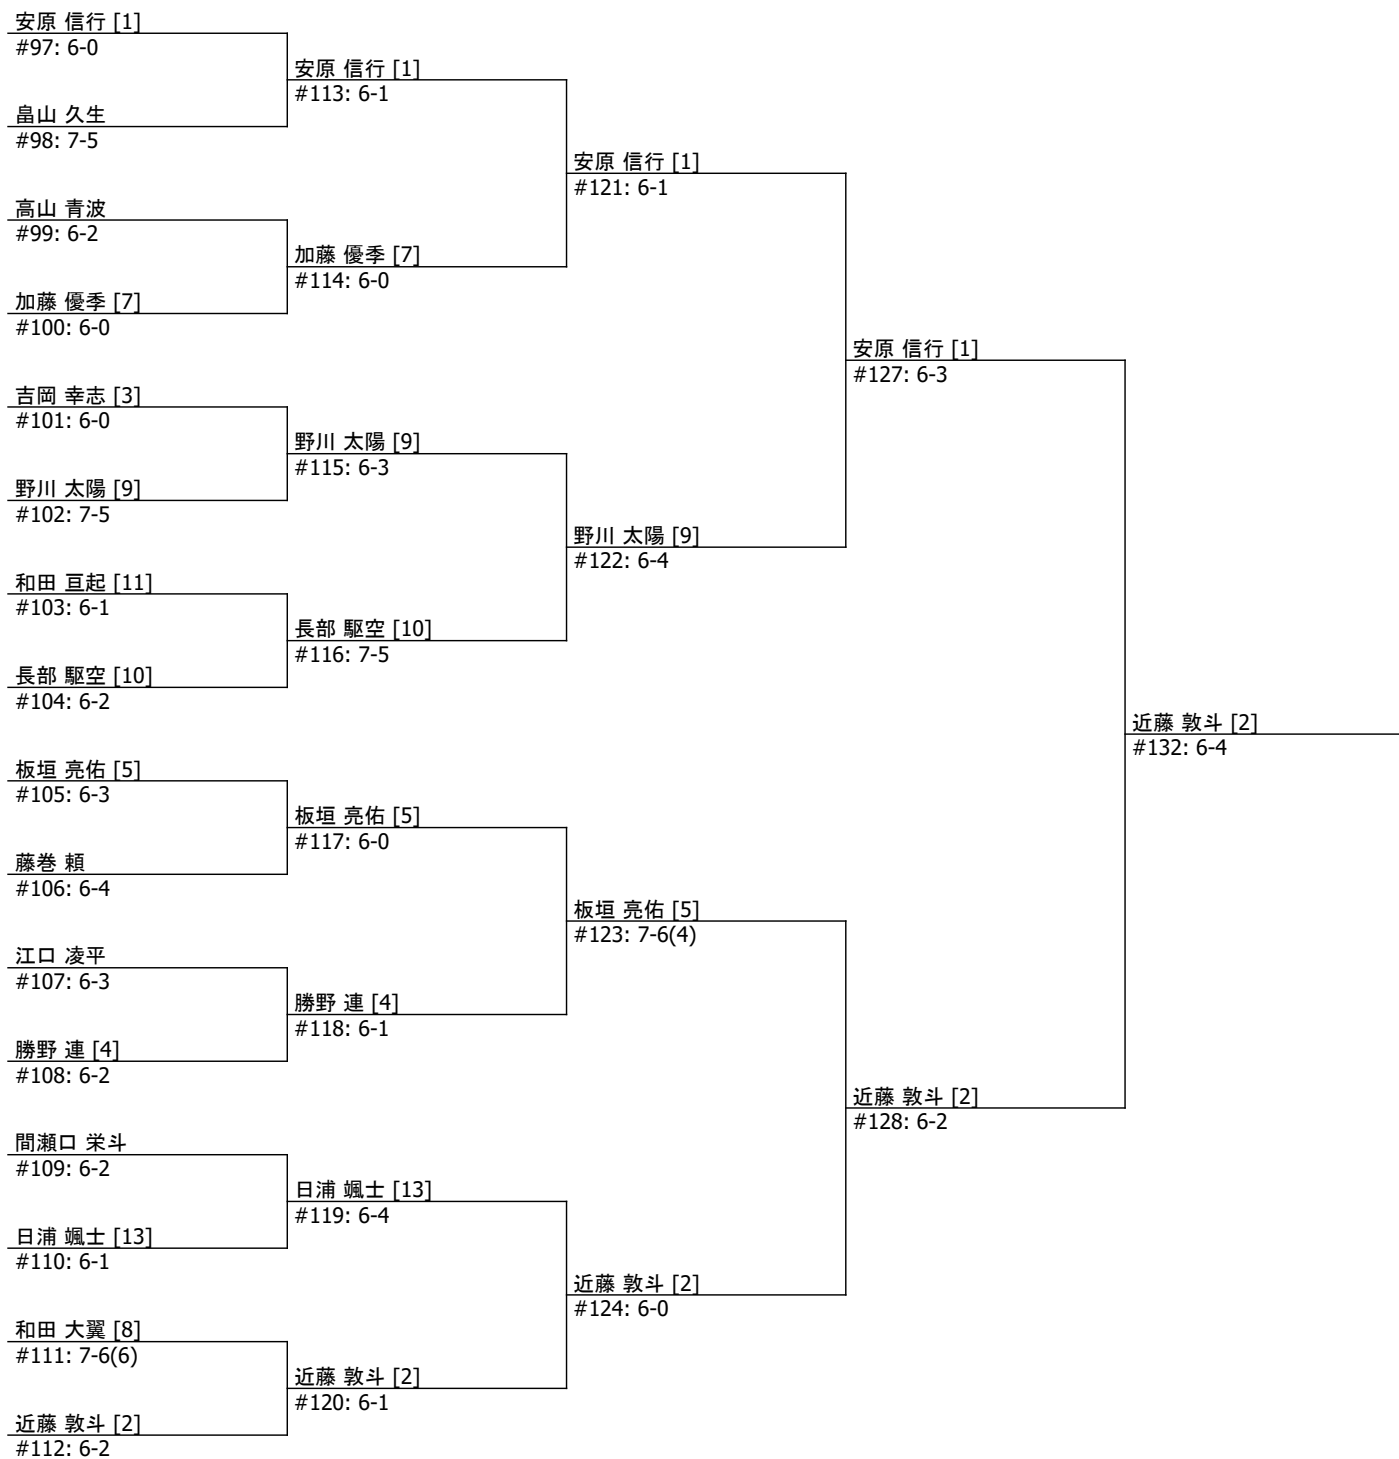 安原 信行 [1]
#97: 6-0
畠山 久生
#98: 7-5
高山 青波
#99: 6-2
加藤 優季 [7]
#100: 6-0
吉岡 幸志 [3]
#101: 6-0
野川 太陽 [9]
#102: 7-5
和田 亘起 [11]
#103: 6-1
長部 駆空 [10]
#104: 6-2
板垣 亮佑 [5]
#105: 6-3
藤巻 頼
#106: 6-4
江口 凌平
#107: 6-3
勝野 連 [4]
#108: 6-2
間瀬口 栄斗
#109: 6-2
日浦 颯士 [13]
#110: 6-1
和田 大翼 [8]
#111: 7-6(6)
近藤 敦斗 [2]
#112: 6-2
安原 信行 [1]
#113: 6-1
加藤 優季 [7]
#114: 6-0
野川 太陽 [9]
#115: 6-3
長部 駆空 [10]
#116: 7-5
板垣 亮佑 [5]
#117: 6-0
勝野 連 [4]
#118: 6-1
日浦 颯士 [13]
#119: 6-4
近藤 敦斗 [2]
#120: 6-1
安原 信行 [1]
#121: 6-1
野川 太陽 [9]
#122: 6-4
板垣 亮佑 [5]
#123: 7-6(4)
近藤 敦斗 [2]
#124: 6-0
安原 信行 [1]
#127: 6-3
近藤 敦斗 [2]
#128: 6-2
近藤 敦斗 [2]
#132: 6-4